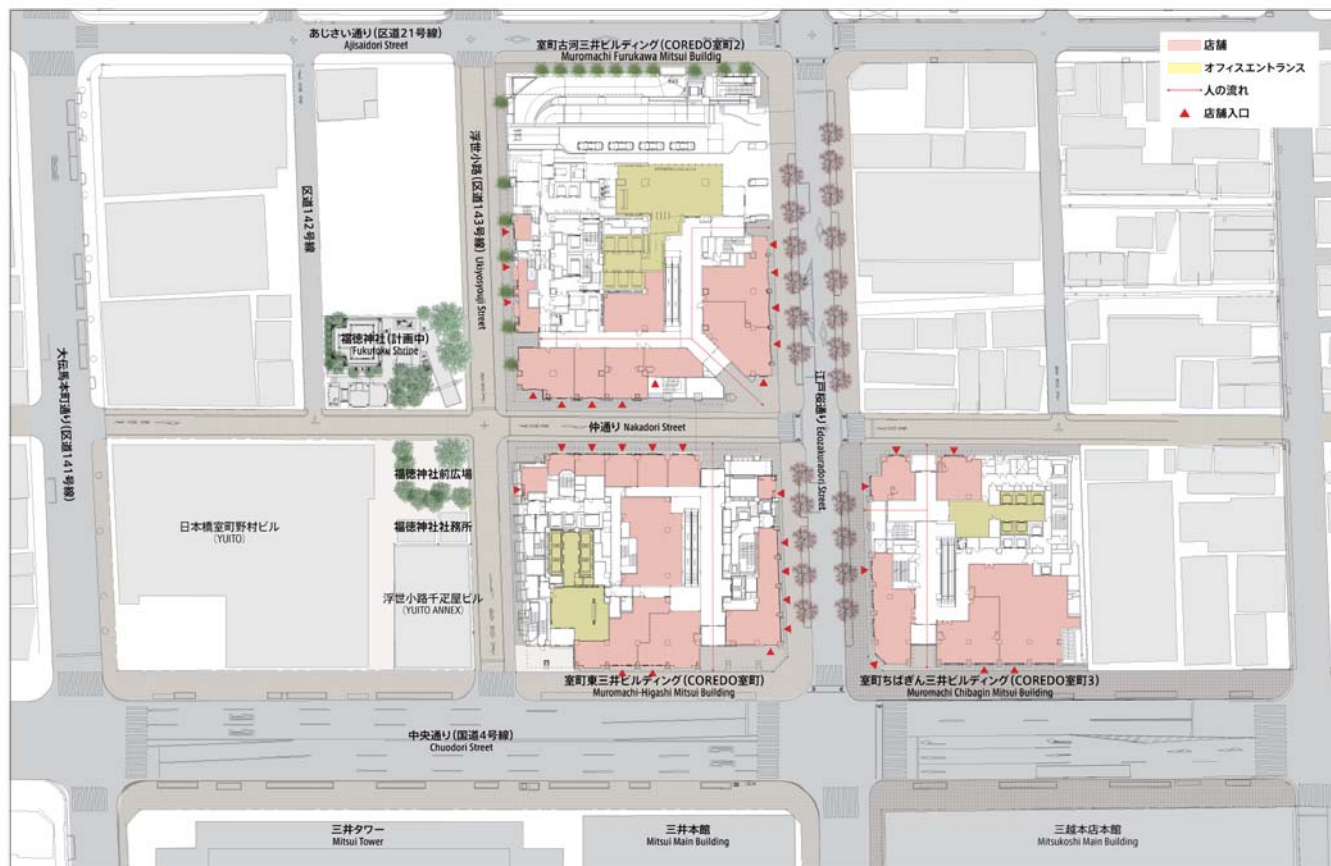 あじさい通り(区道21号線)
Ajisaidori Street
室町古河三井ビルディング(COREDO室町2)
Muromachi Furukawa Mitsui Buildig
店舗
オフィスエントランス
人の流れ
店舗入口
浮世小路(区道143号線) Ukiyosyouji Street
区道142号線
福徳神社(計画中)
Fukutoku Shrine
大伝馬本町通り(区道141号線)
江戸桜通り Edozakuradori Street
仲通り Nakadori Street
福徳神社前広場
日本橋室町野村ビル
(YUITO)
福徳神社社務所
浮世小路千疋屋ビル
(YUITO ANNEX)
室町東三井ビルディング(COREDO室町)
Muromachi-Higashi Mitsui Building
室町ちばぎん三井ビルディング(COREDO室町3)
Muromachi Chibagin Mitsui Building
中央通り(国道4号線)
Chuodori Street
三井タワー
Mitsui Tower
三井本館
Mitsui Main Building
三越本店本館
Mitsukoshi Main Building